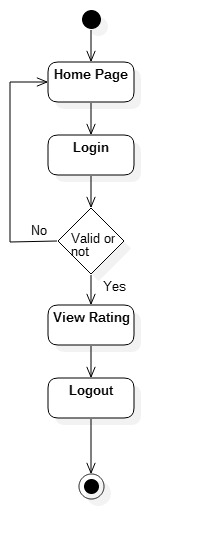 Home Page
Login
No
Valid or
not
Yes
View Rating
Logout